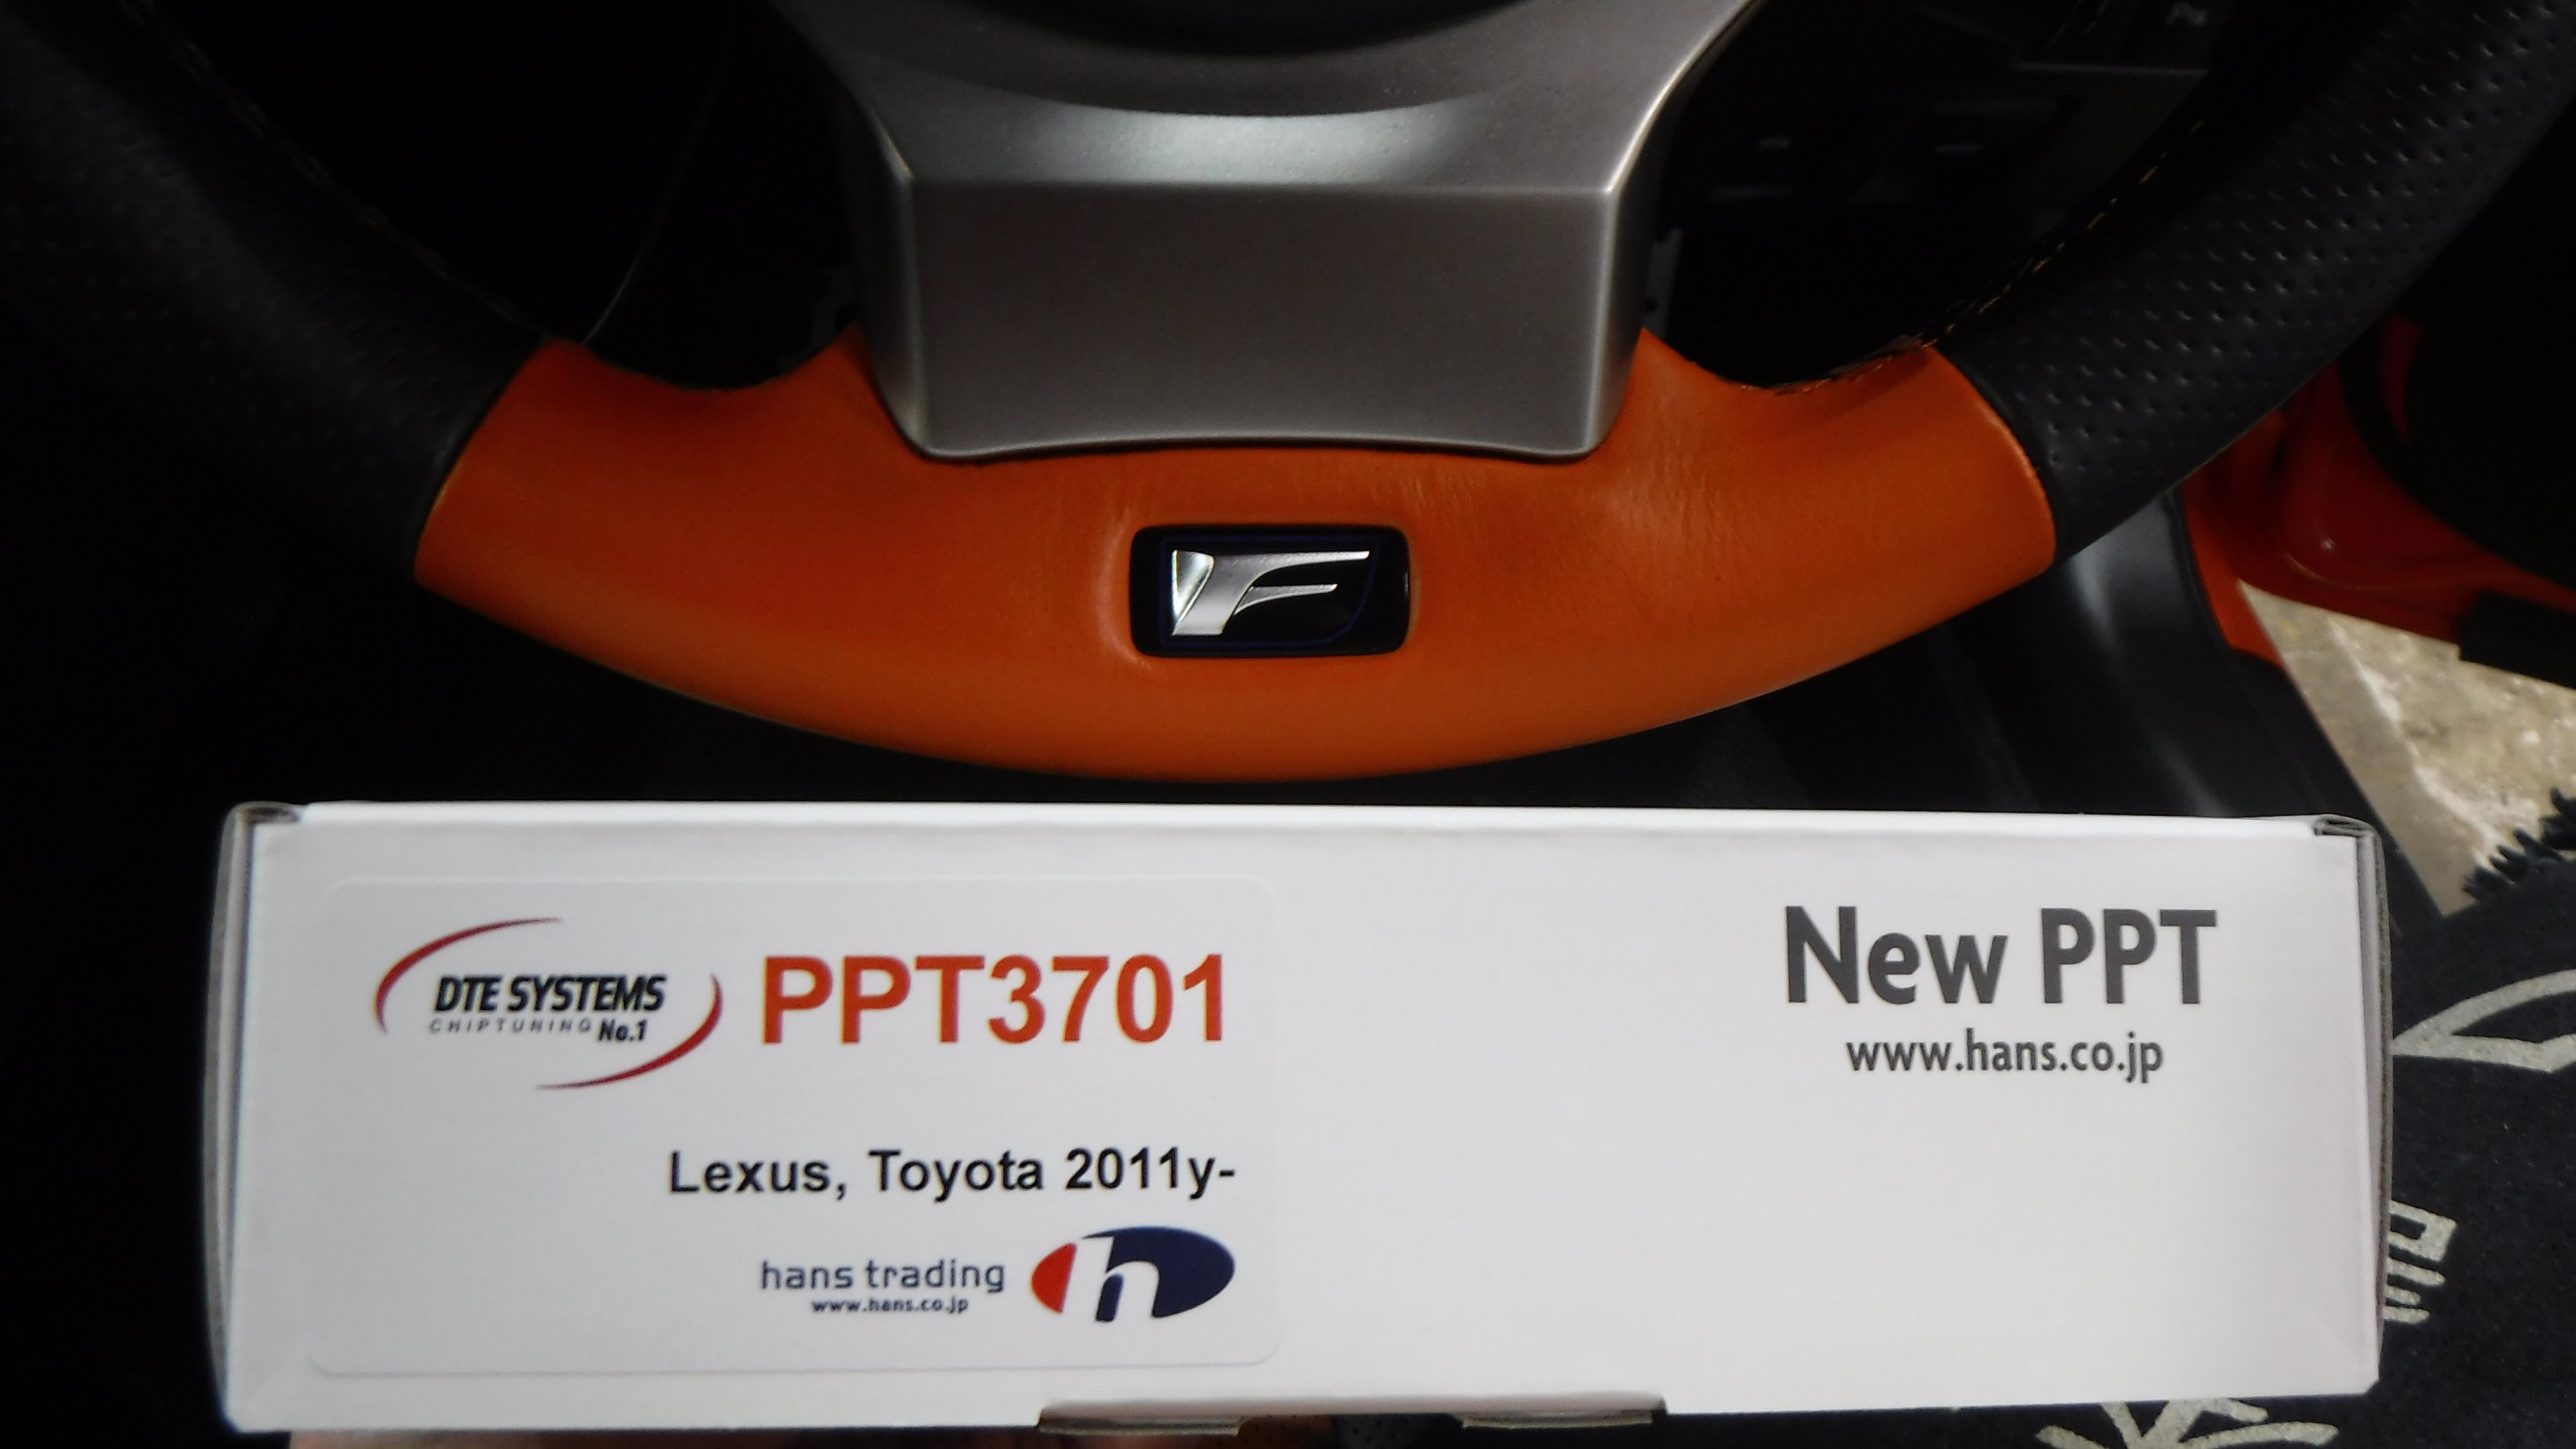 F
DTE SYSTEMS
CHIPTUNING No.1
PPT3701
Lexus, Toyota 2011y-
hans trading
www.hans.co.jp
h
New PPT
www.hans.co.jp